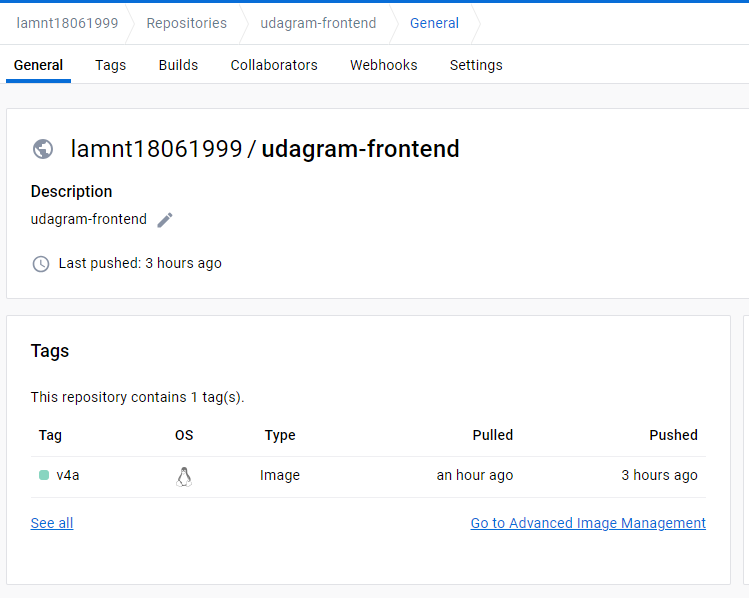 lamnt18061999 Repositories udagram-frontend General
General Tags Builds Collaborators Webhooks Settings
lamnt18061999 / udagram-frontend
Description
udagram-frontend
Last pushed: 3 hours ago
Tags
This repository contains 1 tag(s).
Tag OS Type Pulled Pushed
v4a Image an hour ago 3 hours ago
See all Go to Advanced Image Management